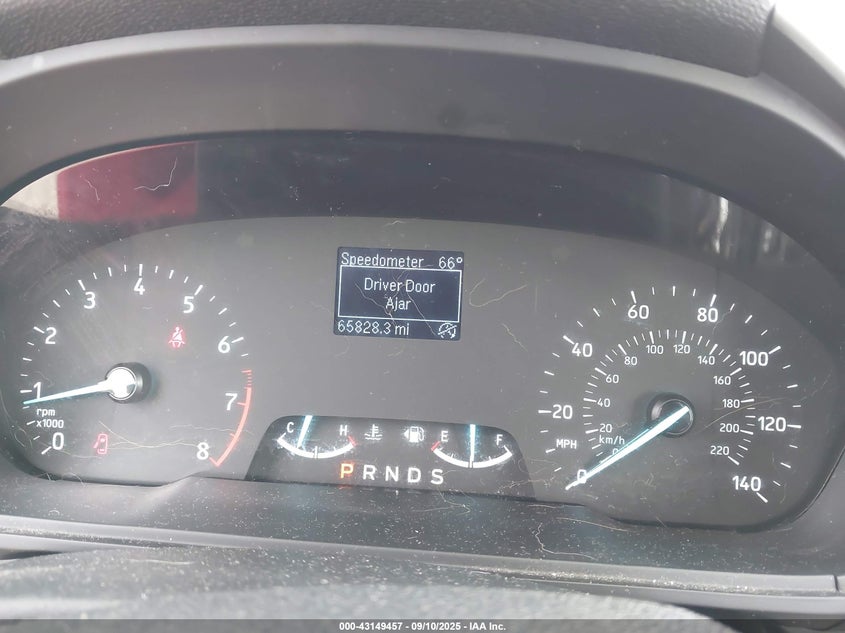 Speedometer 66°
Driver Door
Ajar
65828.3 mi
0 1 2 3 4 5 6 7 8
rpm
x1000
C H E F
P R N D S
0 20 40 60 80 100 120 140
MPH
20 40 60 80 100 120 140 160 180 200 220
km/h
000-43149457 - 09/10/2025 - IAA Inc.